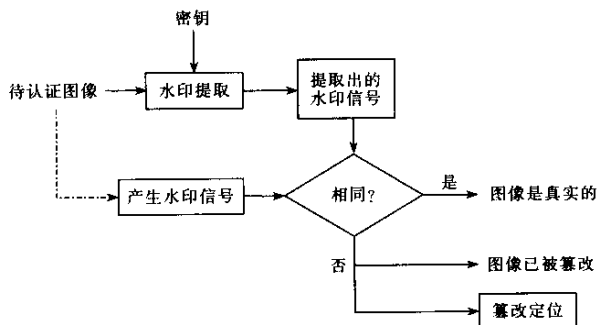 密钥
待认证图像
水印提取
提取出的
水印信号
产生水印信号
相同?
是
图像是真实的
否
图像已被篡改
篡改定位